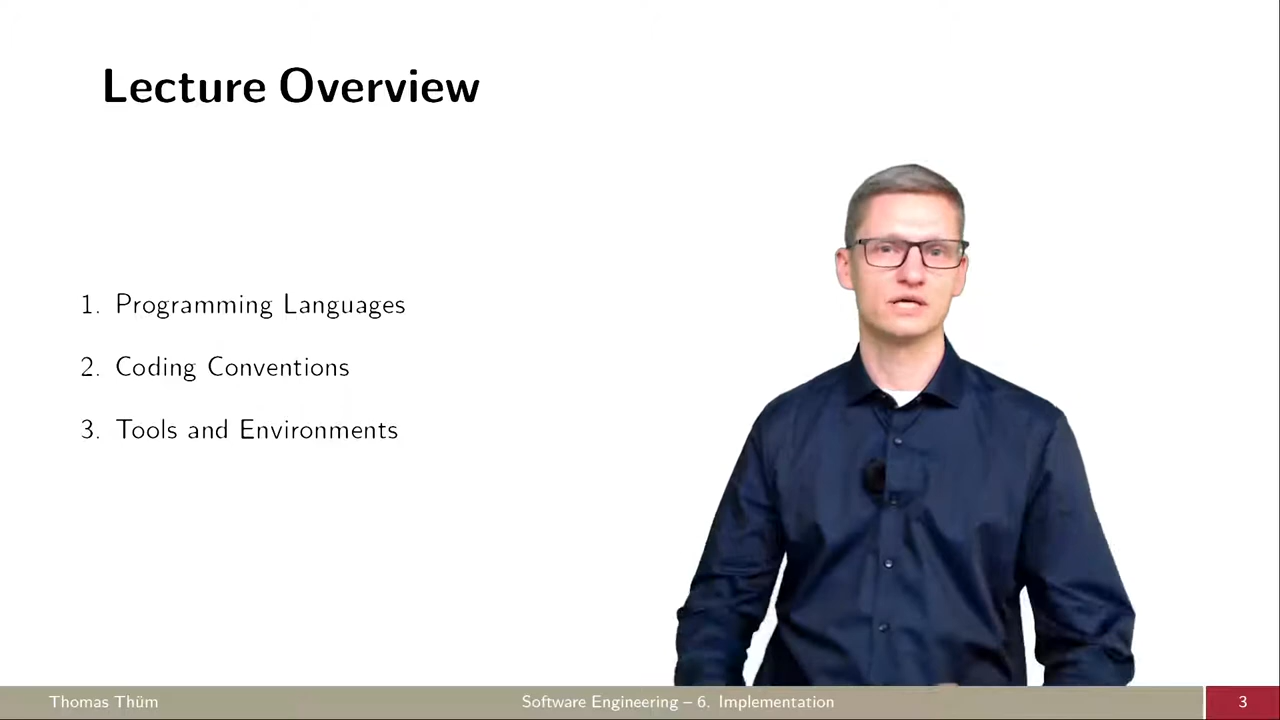 Lecture Overview
1. Programming Languages
2. Coding Conventions
3. Tools and Environments
Thomas Thüm
Software Engineering – 6. Implementation
3